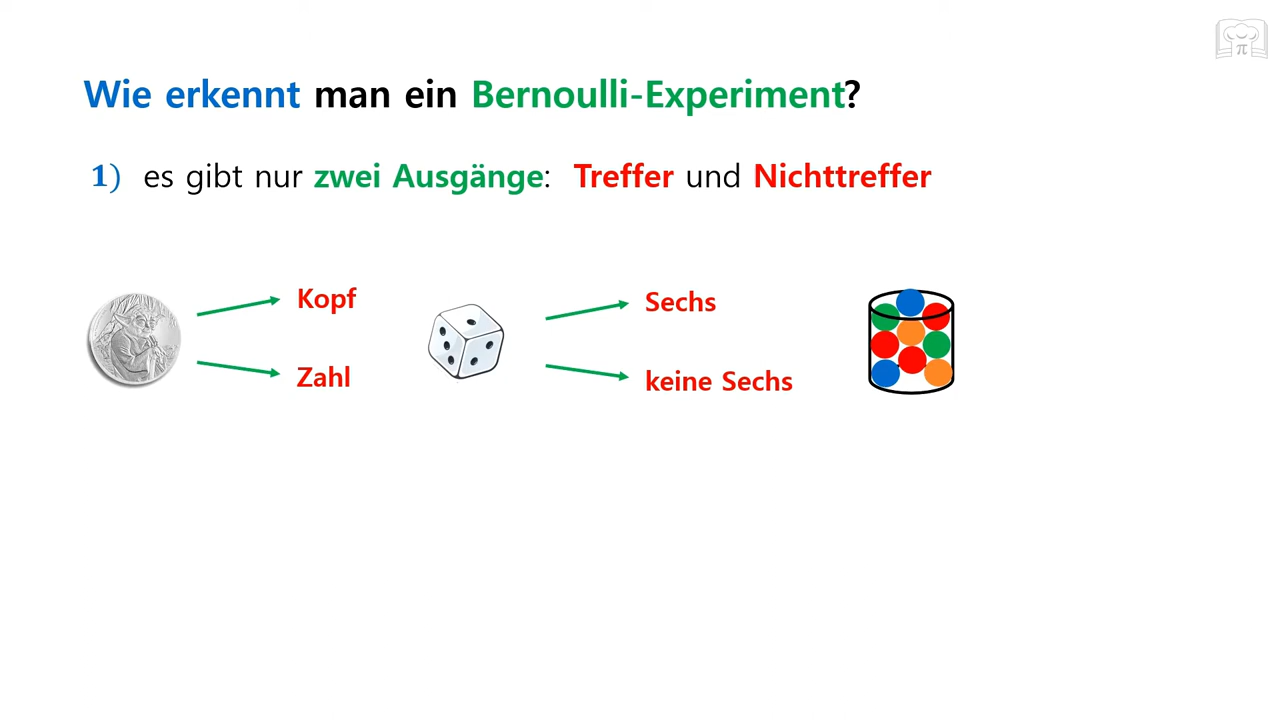 Wie erkennt man ein Bernoulli-Experiment?
1) es gibt nur zwei Ausgänge: Treffer und Nichttreffer
Kopf
Zahl
Sechs
keine Sechs
π